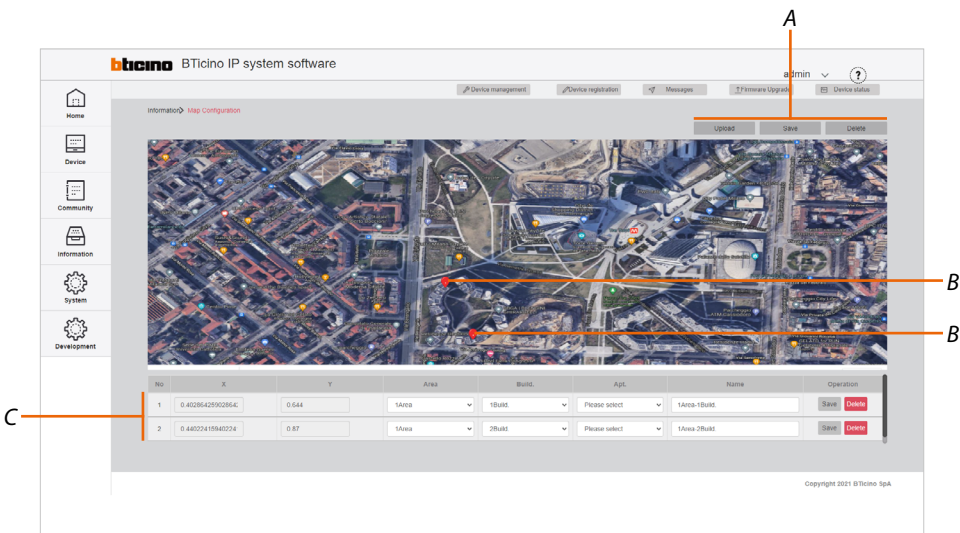 A
bticino BTicino IP system software
admin ?
Device management Device registration Messages Firmware Upgrade Device status
Home
Information Map Configuration
Upload Save Delete
Device
Community
Information
System
Development
B
B
No X Y Area Build. Apt. Name Operation
C
1 0.40286425902864 0.644 1Area 1Build. Please select 1Area-1Build. Save Delete
2 0.44022415940224 0.87 1Area 2Build. Please select 1Area-2Build. Save Delete
Copyright 2021 BTicino SpA